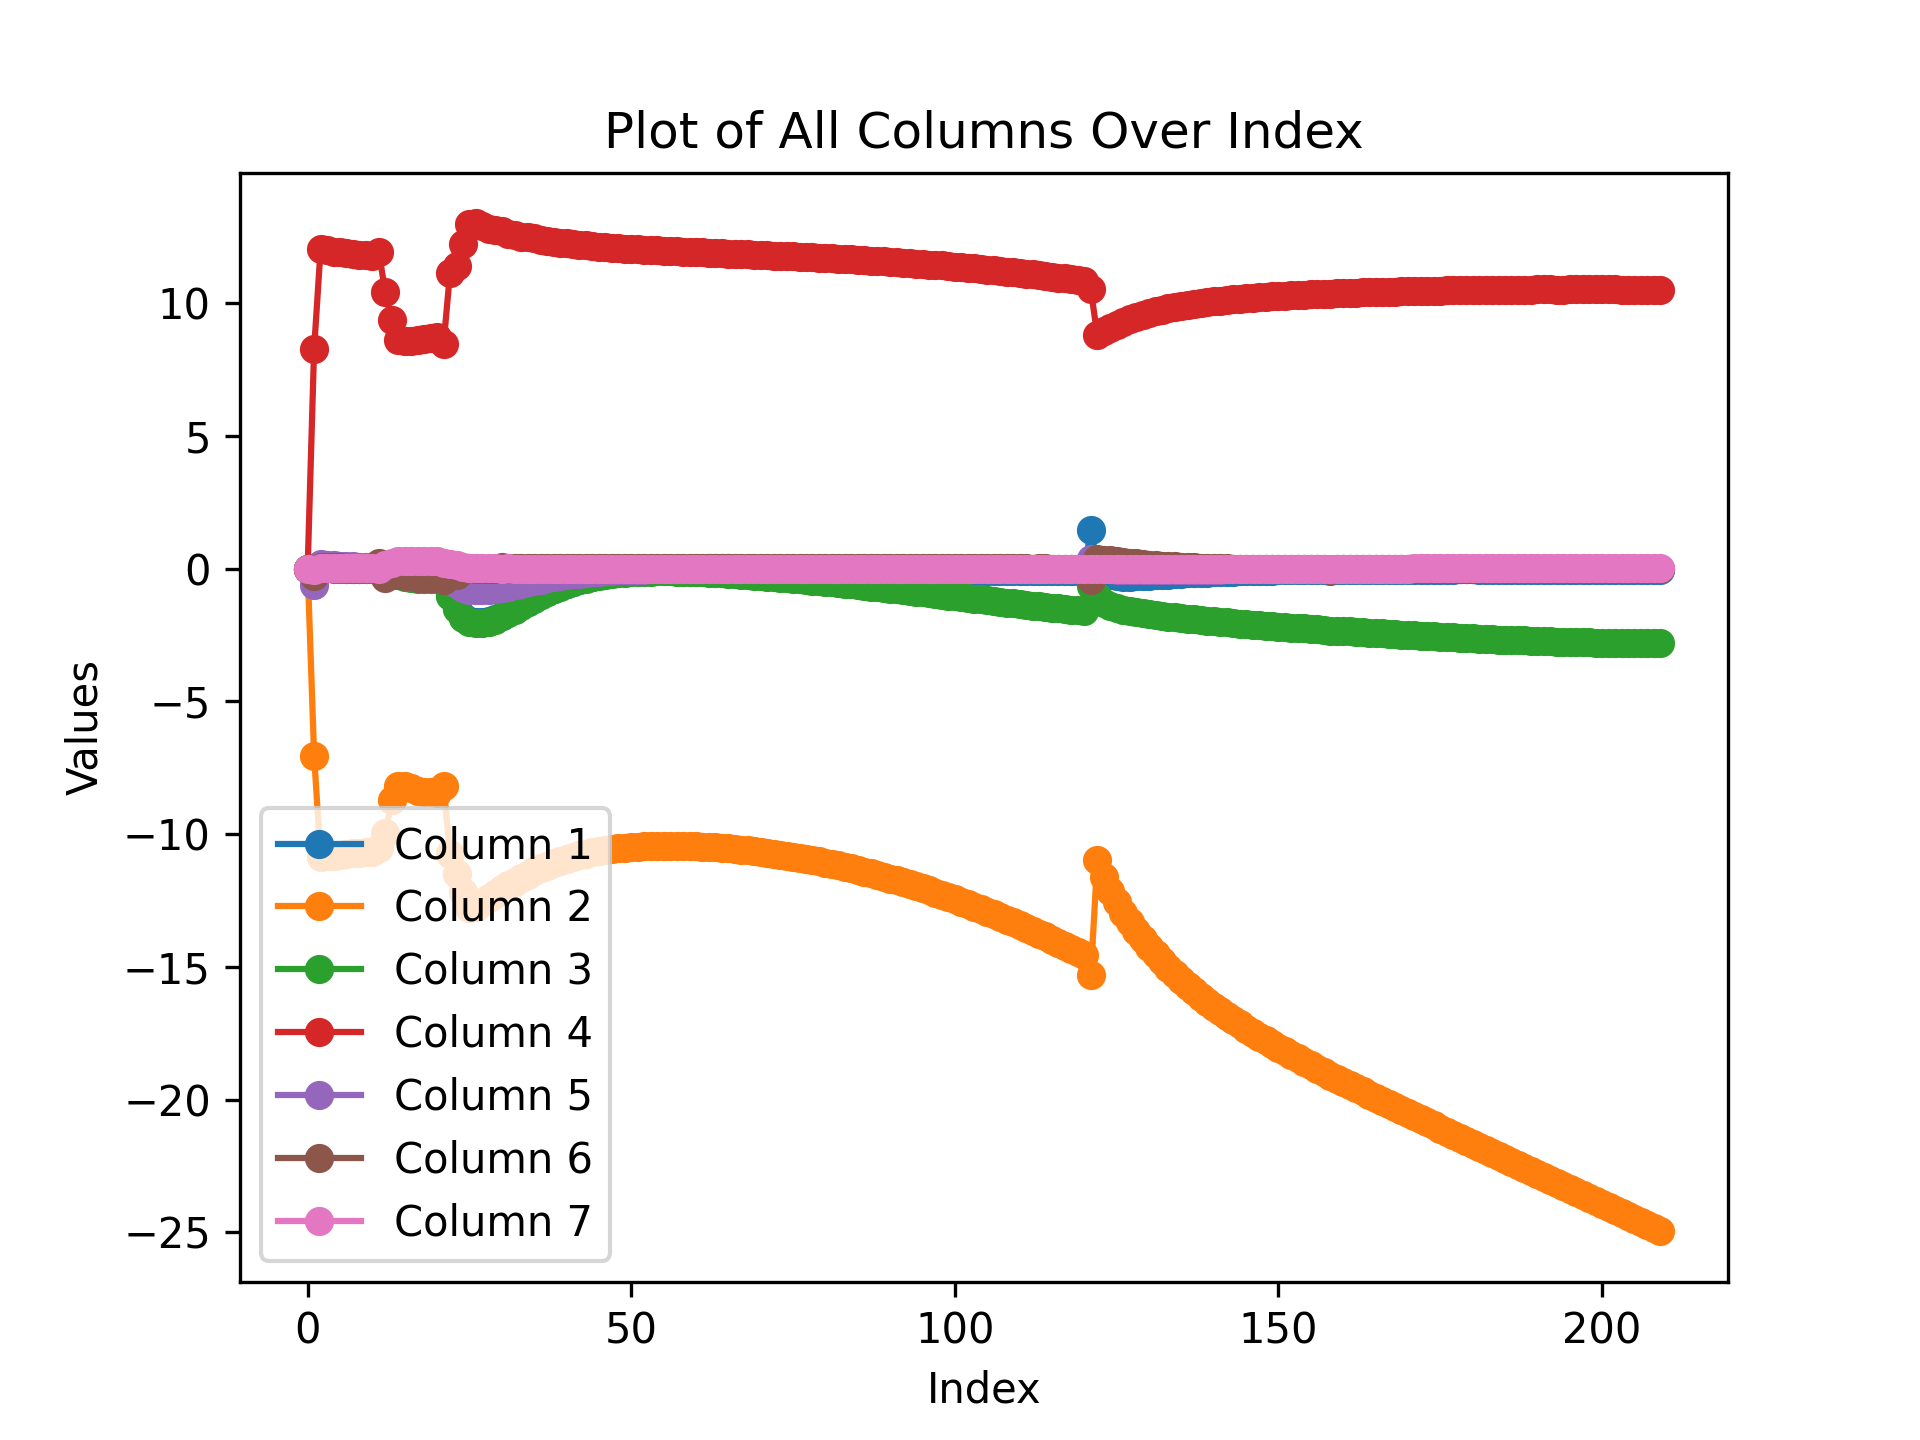 Plot of All Columns Over Index
10
5
0
−5
−10
−15
−20
−25
Values
Column 1
Column 2
Column 3
Column 4
Column 5
Column 6
Column 7
0 50 100 150 200
Index